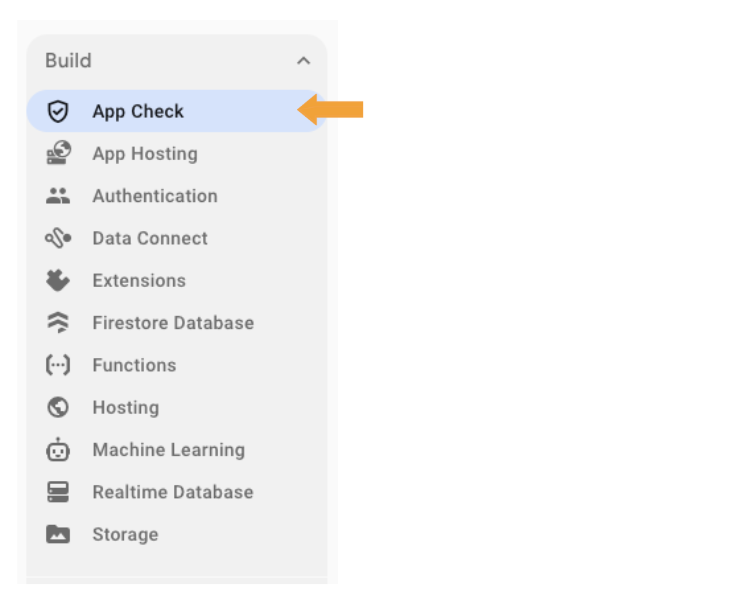 Build
App Check
App Hosting
Authentication
Data Connect
Extensions
Firestore Database
Functions
Hosting
Machine Learning
Realtime Database
Storage